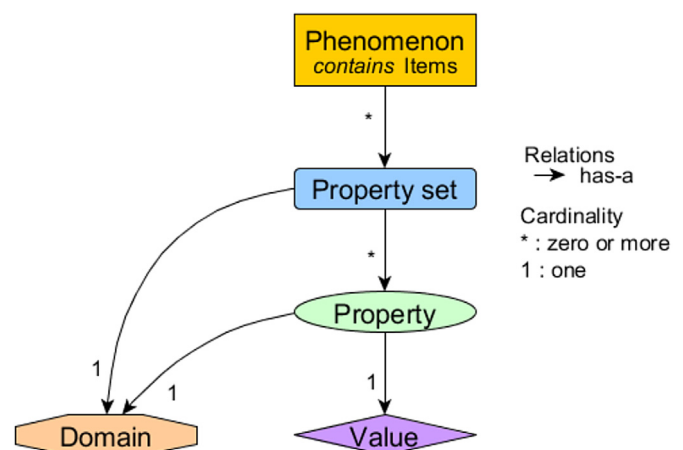 Phenomenon
contains Items
*
Relations
has-a
Property set
Cardinality
* : zero or more
*
1 : one
Property
1
1
1
Domain
Value